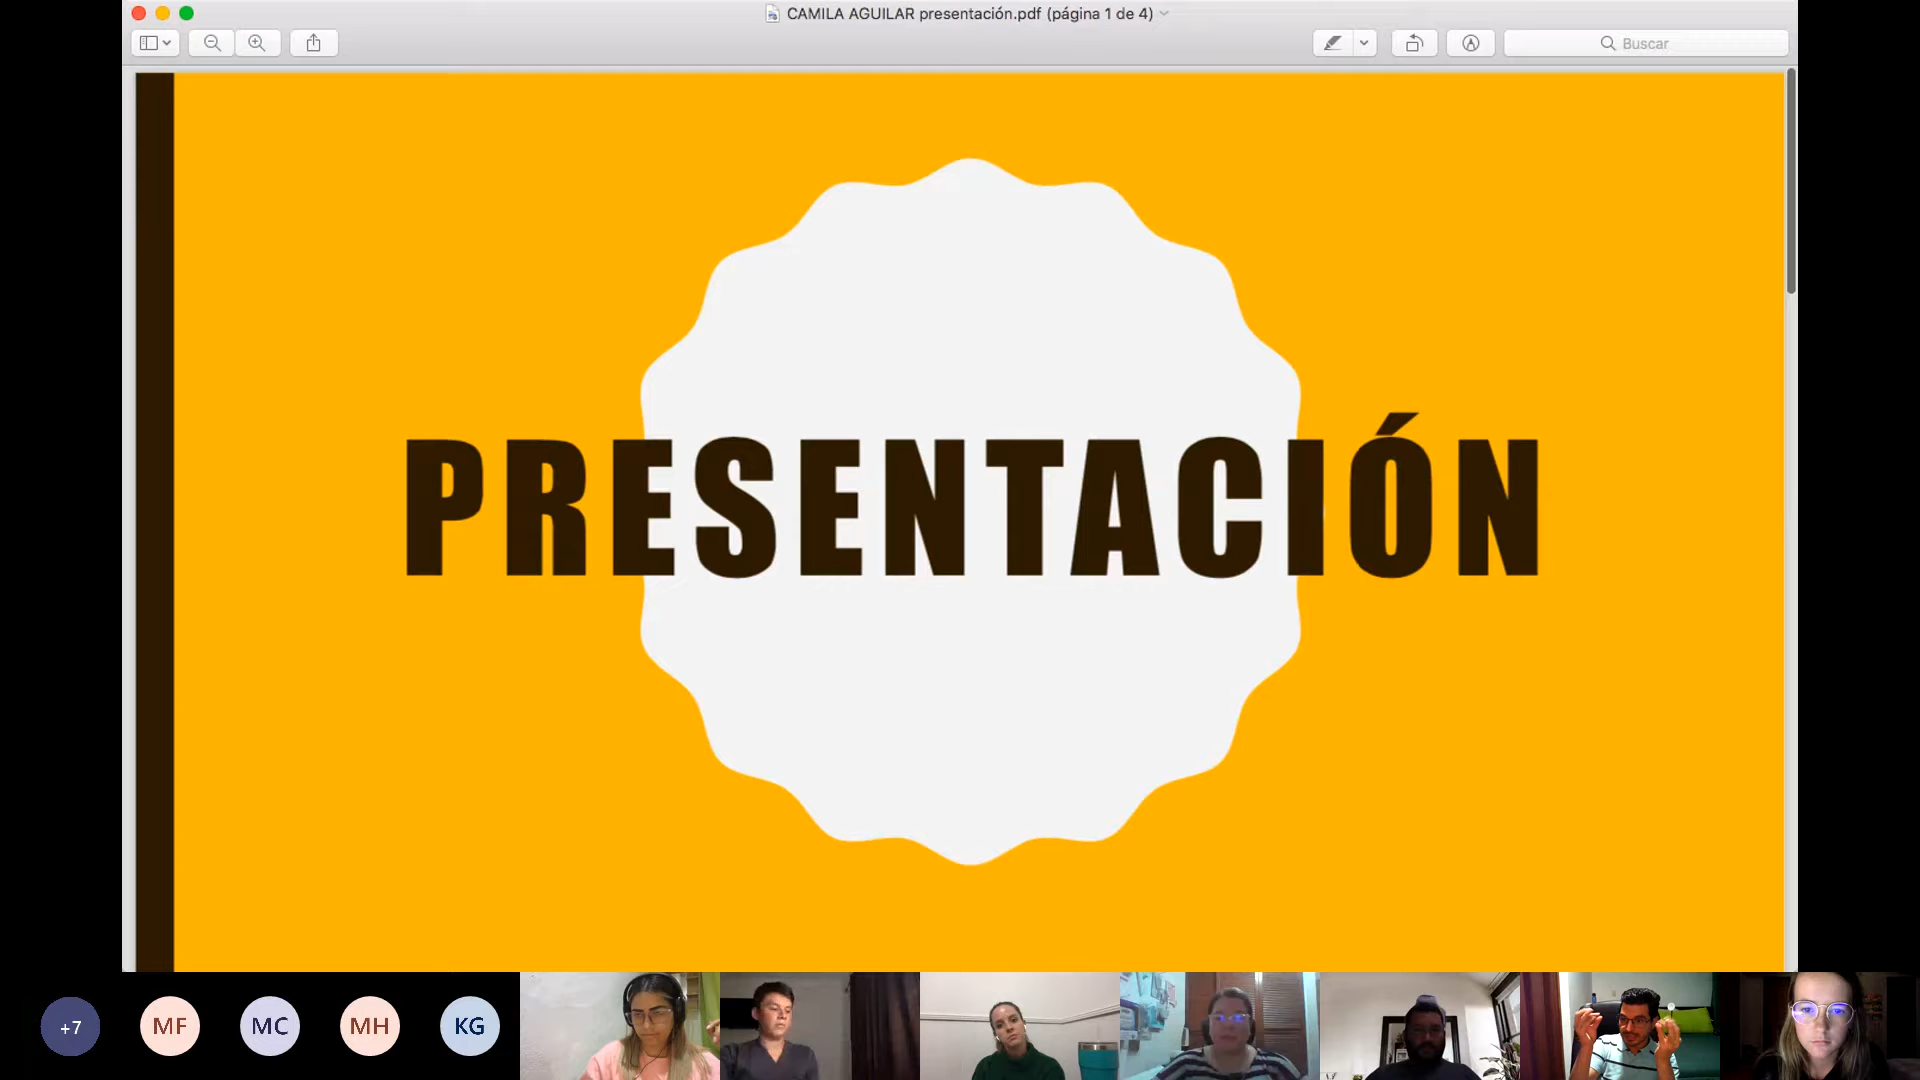 CAMILA AGUILAR presentación.pdf (página 1 de 4)
Buscar
PRESENTACIÓN
+7
MF
MC
MH
KG